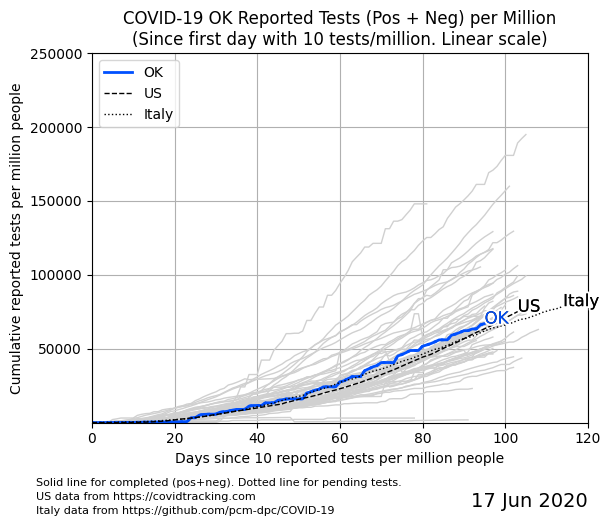 COVID-19 OK Reported Tests (Pos + Neg) per Million
(Since first day with 10 tests/million. Linear scale)
Cumulative reported tests per million people
250000
200000
150000
100000
50000
OK
US
Italy
OK
US
Italy
0 20 40 60 80 100 120
Days since 10 reported tests per million people
Solid line for completed (pos+neg). Dotted line for pending tests.
US data from https://covidtracking.com
Italy data from https://github.com/pcm-dpc/COVID-19
17 Jun 2020